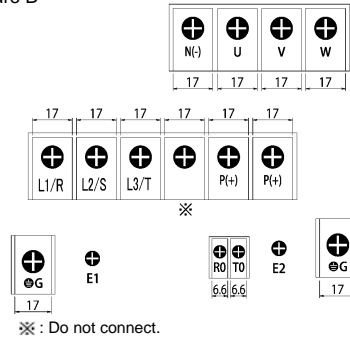 N(-) U V W
17 17 17 17
17 17 17 17 17 17
L1/R L2/S L3/T P(+) P(+)
※
G E1 R0 T0 E2 G
17 6.6 6.6 17
※ : Do not connect.